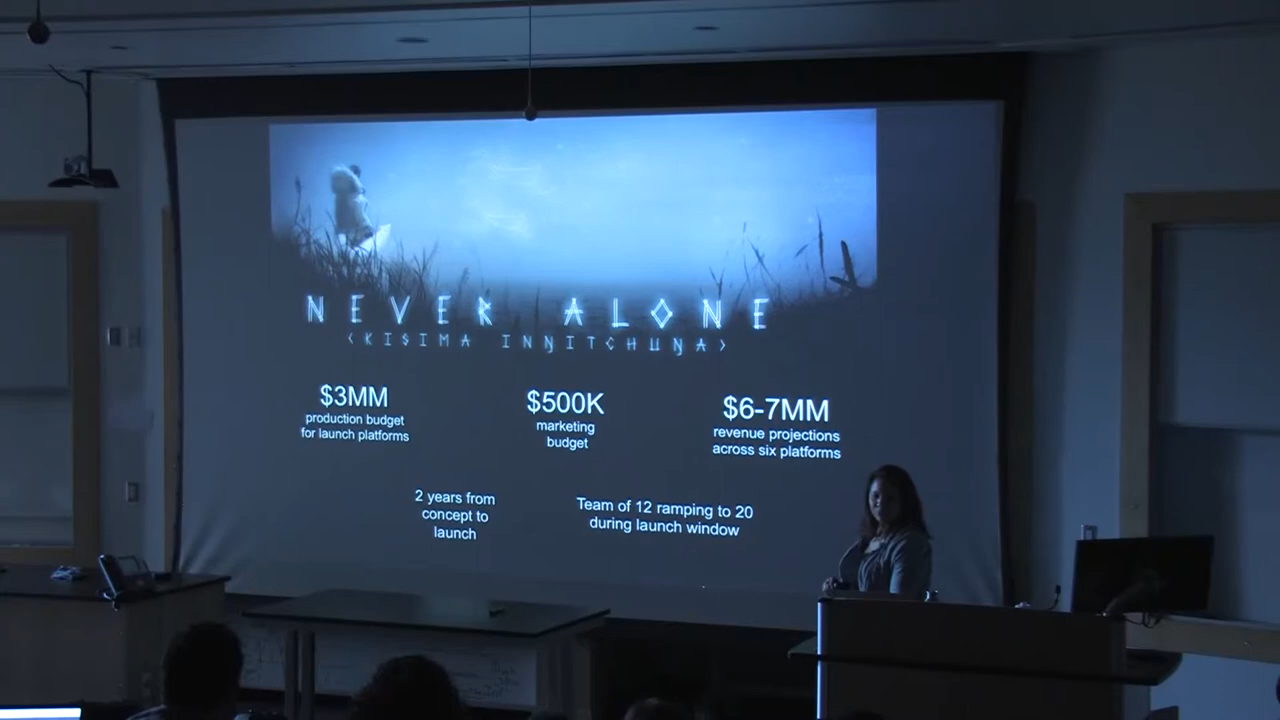 NEVER ALONE
<KISIMA INŊITCHUŊA>
$3MM
production budget
for launch platforms
$500K
marketing
budget
$6-7MM
revenue projections
across six platforms
2 years from
concept to
launch
Team of 12 ramping to 20
during launch window